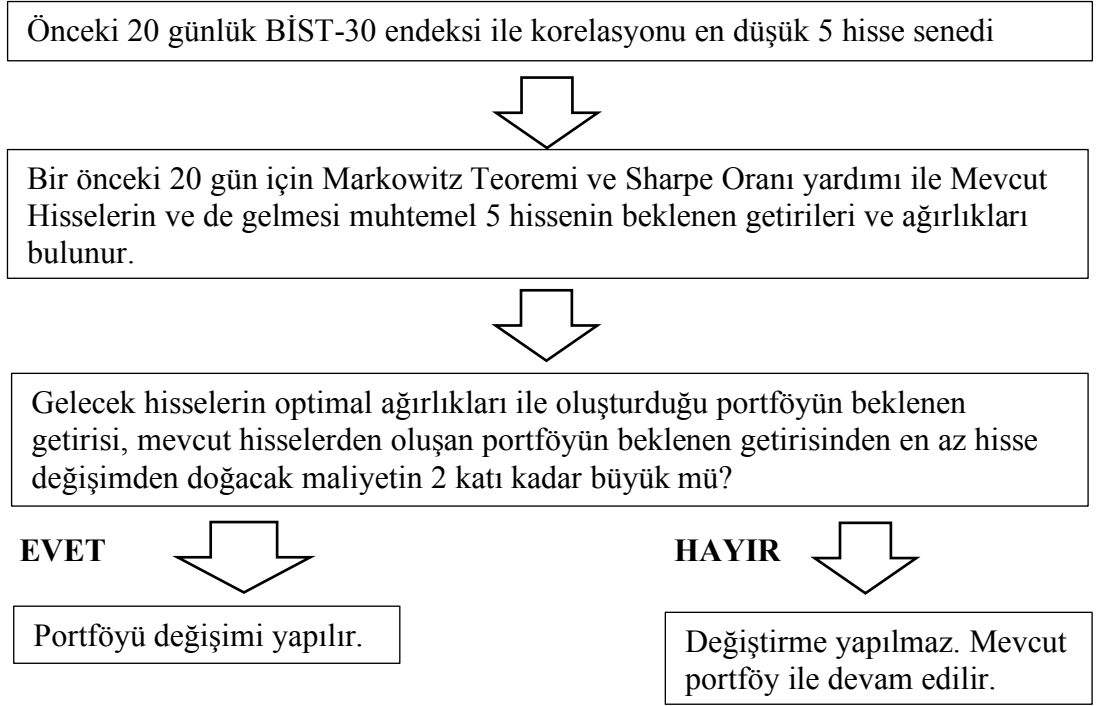 Önceki 20 günlük BİST-30 endeksi ile korelasyonu en düşük 5 hisse senedi
Bir önceki 20 gün için Markowitz Teoremi ve Sharpe Oranı yardımı ile Mevcut
Hisselerin ve de gelmesi muhtemel 5 hissenin beklenen getirileri ve ağırlıkları
bulunur.
Gelecek hisselerin optimal ağırlıkları ile oluşturduğu portföyün beklenen
getirisi, mevcut hisselerden oluşan portföyün beklenen getirisinden en az hisse
değişimden doğacak maliyetin 2 katı kadar büyük mü?
EVET
HAYIR
Portföyü değişimi yapılır.
Değiştirme yapılmaz. Mevcut
portföy ile devam edilir.